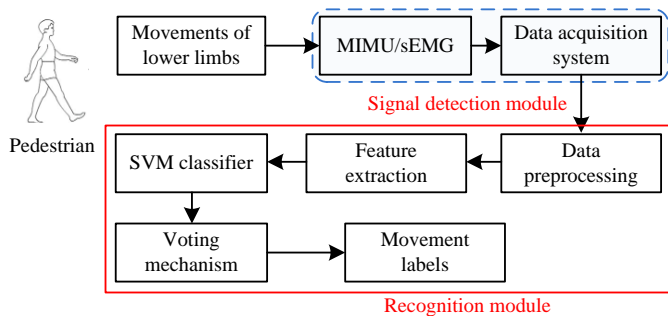 Movements of
lower limbs
MIMU/sEMG
Data acquisition
system
Signal detection module
Pedestrian
SVM classifier
Feature
extraction
Data
preprocessing
Voting
mechanism
Movement
labels
Recognition module